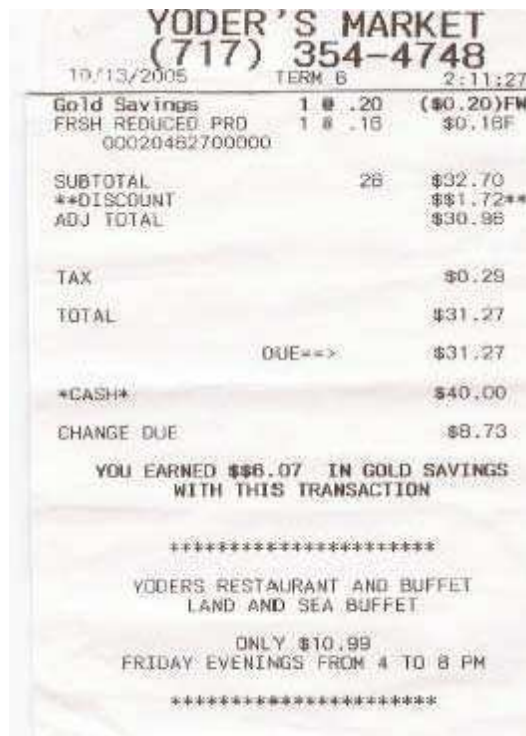 YODER'S MARKET
(717) 354-4748
10/13/2005 TERM 6 2:11:27
Gold Savings 1 @ .20 ($0.20)FW
FRSH REDUCED PRO 1 @ .16 $0.16F
00020462700000
SUBTOTAL 26 $32.70
**DISCOUNT $$1.72**
ADJ TOTAL $30.98
TAX $0.29
TOTAL $31.27
DUE==> $31.27
*CASH* $40.00
CHANGE DUE $8.73
YOU EARNED $$6.07 IN GOLD SAVINGS
WITH THIS TRANSACTION
***********************
YODERS RESTAURANT AND BUFFET
LAND AND SEA BUFFET
ONLY $10.99
FRIDAY EVENINGS FROM 4 TO 8 PM
***********************